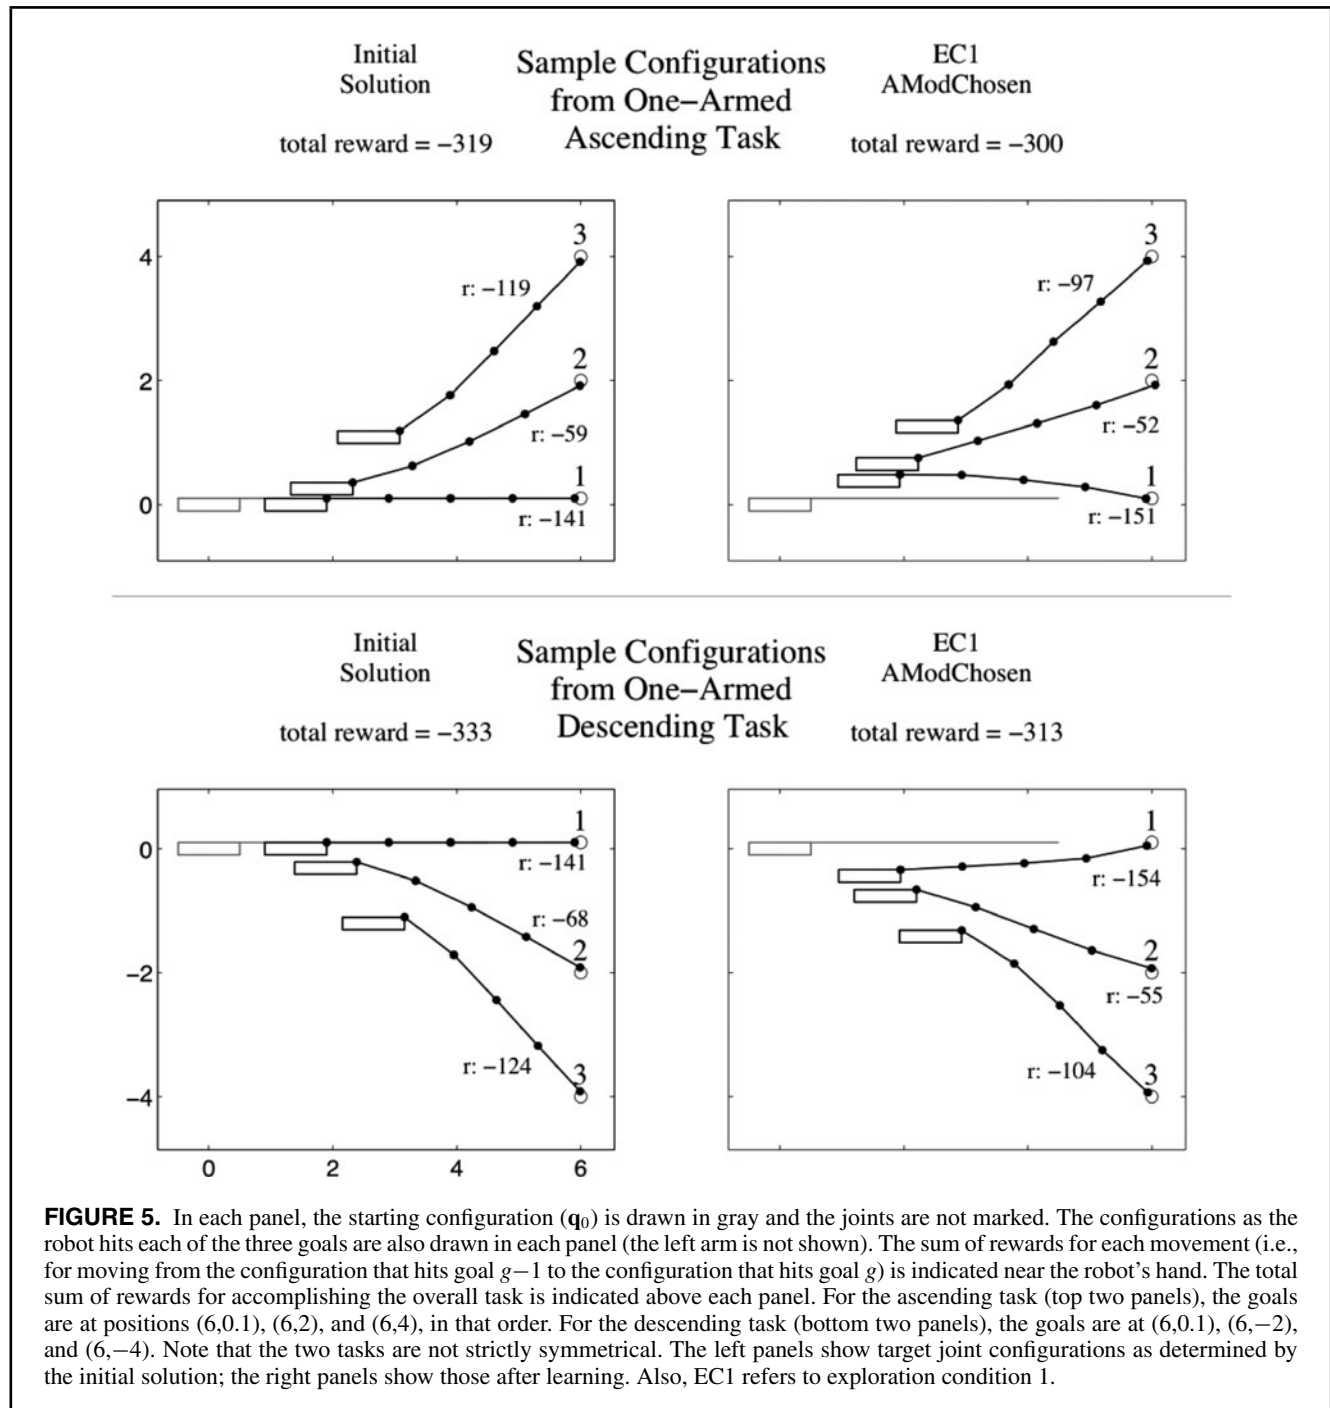 Initial
Solution
total reward = −319
Sample Configurations
from One−Armed
Ascending Task
EC1
AModChosen
total reward = −300
3
r: −119
2
r: −59
1
r: −141
4
2
0
3
r: −97
2
r: −52
1
r: −151
Initial
Solution
total reward = −333
Sample Configurations
from One−Armed
Descending Task
EC1
AModChosen
total reward = −313
1
r: −141
r: −68
2
r: −124
3
0
−2
−4
0 2 4 6
1
r: −154
2
r: −55
r: −104
3
FIGURE 5. In each panel, the starting configuration (q0) is drawn in gray and the joints are not marked. The configurations as the
robot hits each of the three goals are also drawn in each panel (the left arm is not shown). The sum of rewards for each movement (i.e.,
for moving from the configuration that hits goal g−1 to the configuration that hits goal g) is indicated near the robot's hand. The total
sum of rewards for accomplishing the overall task is indicated above each panel. For the ascending task (top two panels), the goals
are at positions (6,0.1), (6,2), and (6,4), in that order. For the descending task (bottom two panels), the goals are at (6,0.1), (6,−2),
and (6,−4). Note that the two tasks are not strictly symmetrical. The left panels show target joint configurations as determined by
the initial solution; the right panels show those after learning. Also, EC1 refers to exploration condition 1.